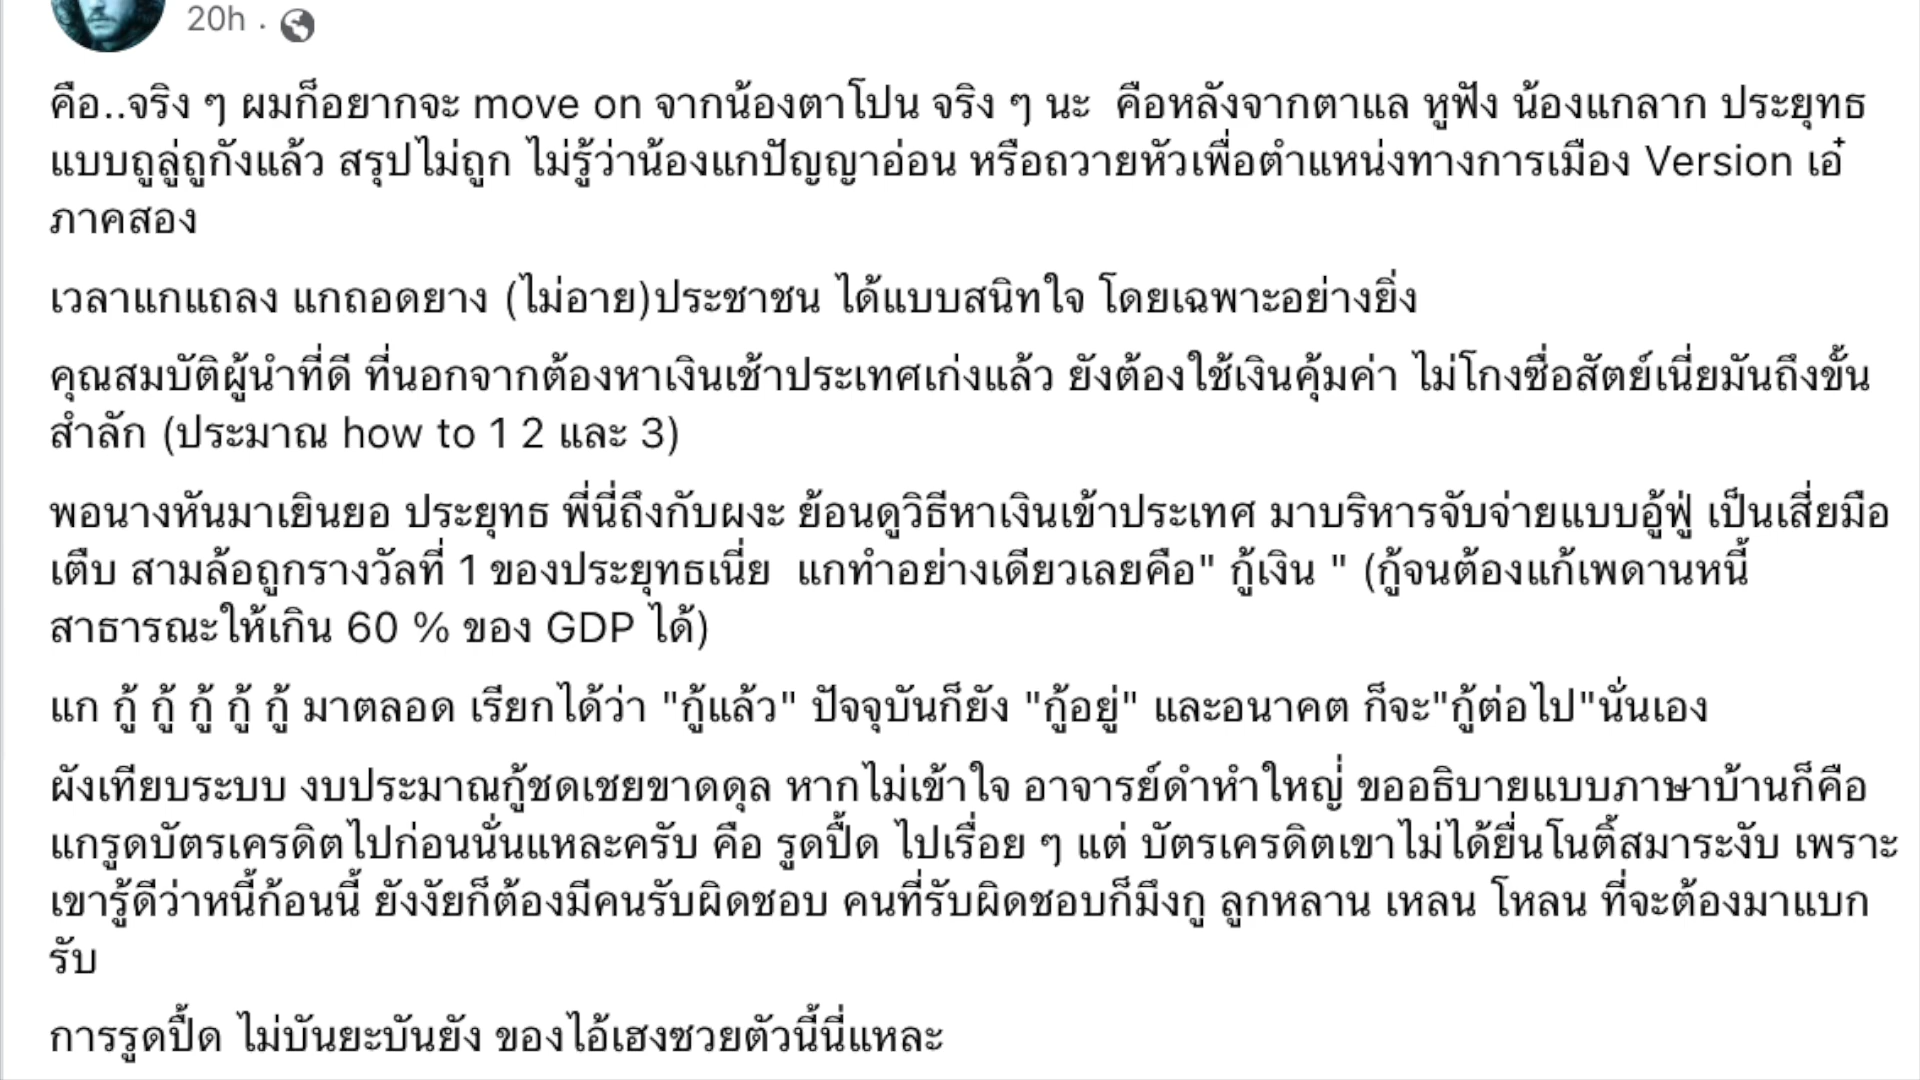 20h ·
คือ..จริง ๆ ผมก็อยากจะ move on จากน้องตาโปน จริง ๆ นะ  คือหลังจากตาแล หูฟัง น้องแกลาก ประยุทธ
แบบถูลู่ถูกังแล้ว สรุปไม่ถูก ไม่รู้ว่าน้องแกปัญญาอ่อน หรือถวายหัวเพื่อตำแหน่งทางการเมือง Version เอ๋
ภาคสอง
เวลาแกแถลง แกถอดยาง (ไม่อาย)ประชาชน ได้แบบสนิทใจ โดยเฉพาะอย่างยิ่ง
คุณสมบัติผู้นำที่ดี ที่นอกจากต้องหาเงินเช้าประเทศเก่งแล้ว ยังต้องใช้เงินคุ้มค่า ไม่โกงซื่อสัตย์เนี่ยมันถึงขั้น
สำลัก (ประมาณ how to 1 2 และ 3)
พอนางหันมาเยินยอ ประยุทธ พี่นี่ถึงกับผงะ ย้อนดูวิธีหาเงินเข้าประเทศ มาบริหารจับจ่ายแบบอู้ฟู่ เป็นเสี่ยมือ
เติบ สามล้อถูกรางวัลที่ 1 ของประยุทธเนี่ย  แกทำอย่างเดียวเลยคือ" กู้เงิน " (กู้จนต้องแก้เพดานหนี้
สาธารณะให้เกิน 60 % ของ GDP ได้)
แก กู้ กู้ กู้ กู้ กู้ มาตลอด เรียกได้ว่า "กู้แล้ว" ปัจจุบันก็ยัง "กู้อยู่" และอนาคต ก็จะ"กู้ต่อไป"นั่นเอง
ผังเทียบระบบ งบประมาณกู้ชดเชยขาดดุล หากไม่เข้าใจ อาจารย์ดำหำใหญ่ ขออธิบายแบบภาษาบ้านก็คือ
แกรูดบัตรเครดิตไปก่อนนั่นแหละครับ คือ รูดปื้ด ไปเรื่อย ๆ แต่ บัตรเครดิตเขาไม่ได้ยื่นโนติ้สมาระงับ เพราะ
เขารู้ดีว่าหนี้ก้อนนี้ ยังงัยก็ต้องมีคนรับผิดชอบ คนที่รับผิดชอบก็มึงกู ลูกหลาน เหลน โหลน ที่จะต้องมาแบก
รับ
การรูดปื้ด ไม่บันยะบันยัง ของไอ้เฮงซวยตัวนี้นี่แหละ